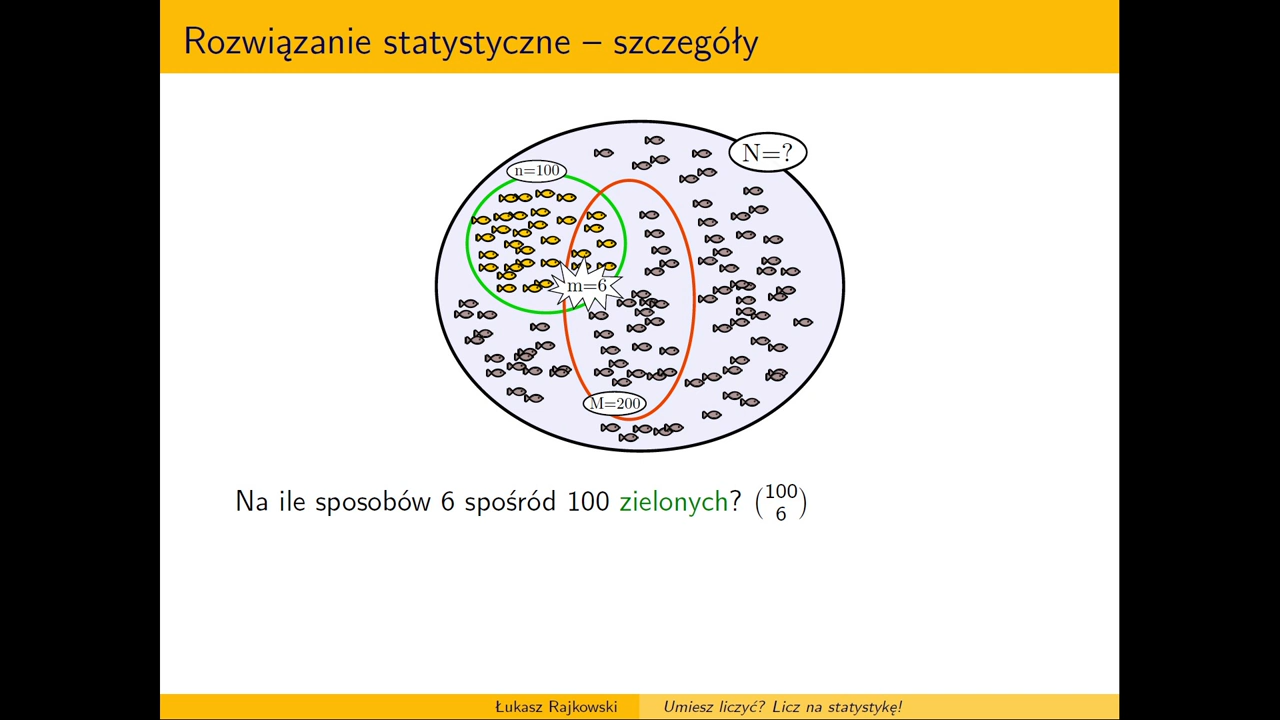 Rozwiązanie statystyczne – szczegóły
N=?
n=100
m=6
M=200
Na ile sposobów 6 spośród 100 zielonych? (100
6)
Łukasz Rajkowski
Umiesz liczyć? Licz na statystykę!